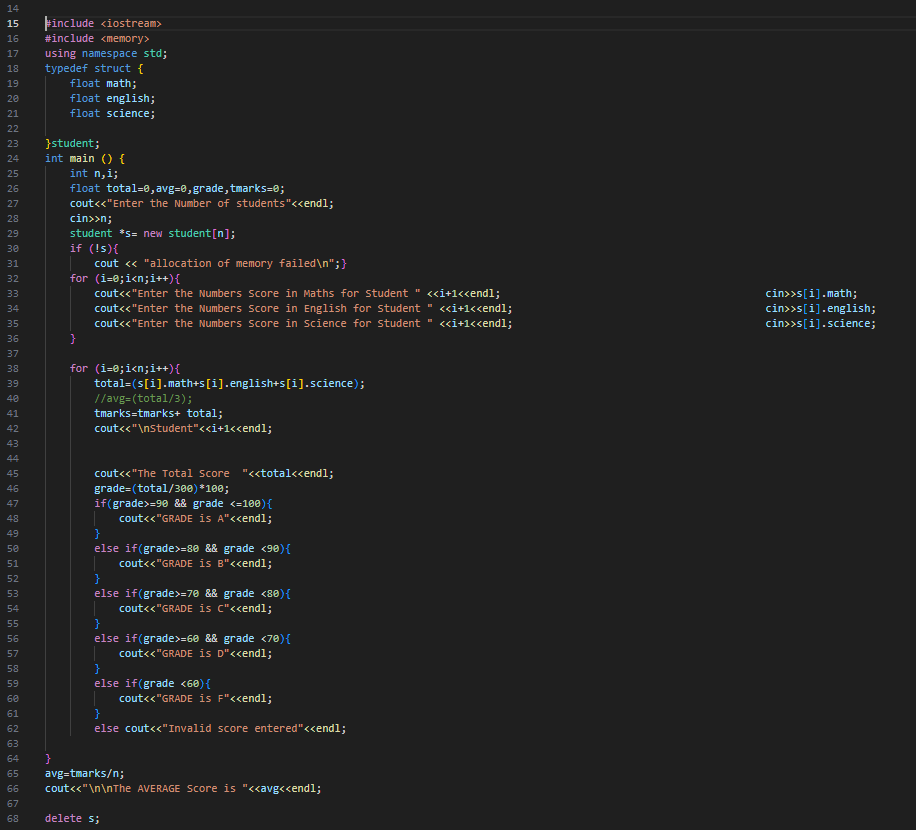 14
15 #include <iostream>
16 #include <memory>
17 using namespace std;
18 typedef struct {
19     float math;
20     float english;
21     float science;
22
23 }student;
24 int main () {
25     int n,i;
26     float total=0,avg=0,grade,tmarks=0;
27     cout<<"Enter the Number of students"<<endl;
28     cin>>n;
29     student *s= new student[n];
30     if (!s){
31         cout << "allocation of memory failed\n";}
32     for (i=0;i<n;i++){
33         cout<<"Enter the Numbers Score in Maths for Student " <<i+1<<endl;                                           cin>>s[i].math;
34         cout<<"Enter the Numbers Score in English for Student " <<i+1<<endl;                                         cin>>s[i].english;
35         cout<<"Enter the Numbers Score in Science for Student " <<i+1<<endl;                                         cin>>s[i].science;
36     }
37
38     for (i=0;i<n;i++){
39         total=(s[i].math+s[i].english+s[i].science);
40         //avg=(total/3);
41         tmarks=tmarks+ total;
42         cout<<"\nStudent"<<i+1<<endl;
43
44
45         cout<<"The Total Score  "<<total<<endl;
46         grade=(total/300)*100;
47         if(grade>=90 && grade <=100){
48             cout<<"GRADE is A"<<endl;
49         }
50         else if(grade>=80 && grade <90){
51             cout<<"GRADE is B"<<endl;
52         }
53         else if(grade>=70 && grade <80){
54             cout<<"GRADE is C"<<endl;
55         }
56         else if(grade>=60 && grade <70){
57             cout<<"GRADE is D"<<endl;
58         }
59         else if(grade <60){
60             cout<<"GRADE is F"<<endl;
61         }
62         else cout<<"Invalid score entered"<<endl;
63
64 }
65 avg=tmarks/n;
66 cout<<"\n\nThe AVERAGE Score is "<<avg<<endl;
67
68 delete s;